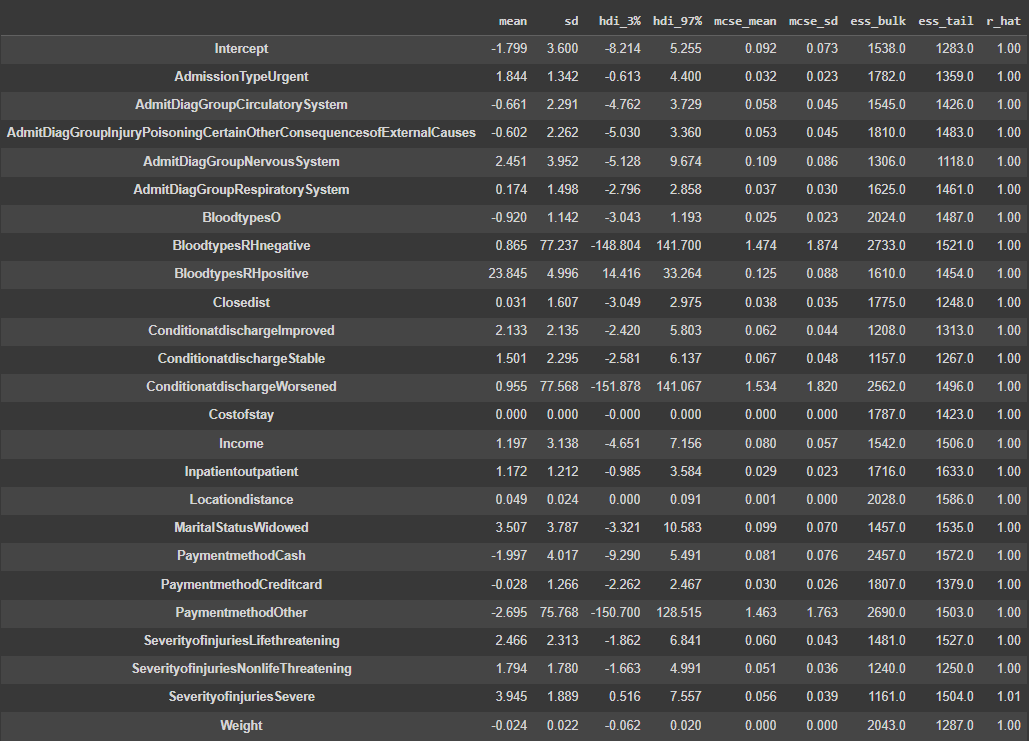 mean sd hdi_3% hdi_97% mcse_mean mcse_sd ess_bulk ess_tail r_hat
Intercept -1.799 3.600 -8.214 5.255 0.092 0.073 1538.0 1283.0 1.00
AdmissionTypeUrgent 1.844 1.342 -0.613 4.400 0.032 0.023 1782.0 1359.0 1.00
AdmitDiagGroupCirculatorySystem -0.661 2.291 -4.762 3.729 0.058 0.045 1545.0 1426.0 1.00
AdmitDiagGroupInjuryPoisoningCertainOtherConsequencesofExternalCauses -0.602 2.262 -5.030 3.360 0.053 0.045 1810.0 1483.0 1.00
AdmitDiagGroupNervousSystem 2.451 3.952 -5.128 9.674 0.109 0.086 1306.0 1118.0 1.00
AdmitDiagGroupRespiratorySystem 0.174 1.498 -2.796 2.858 0.037 0.030 1625.0 1461.0 1.00
BloodtypesO -0.920 1.142 -3.043 1.193 0.025 0.023 2024.0 1487.0 1.00
BloodtypesRHnegative 0.865 77.237 -148.804 141.700 1.474 1.874 2733.0 1521.0 1.00
BloodtypesRHpositive 23.845 4.996 14.416 33.264 0.125 0.088 1610.0 1454.0 1.00
Closedist 0.031 1.607 -3.049 2.975 0.038 0.035 1775.0 1248.0 1.00
ConditionatdischargeImproved 2.133 2.135 -2.420 5.803 0.062 0.044 1208.0 1313.0 1.00
ConditionatdischargeStable 1.501 2.295 -2.581 6.137 0.067 0.048 1157.0 1267.0 1.00
ConditionatdischargeWorsened 0.955 77.568 -151.878 141.067 1.534 1.820 2562.0 1496.0 1.00
Costofstay 0.000 0.000 -0.000 0.000 0.000 0.000 1787.0 1423.0 1.00
Income 1.197 3.138 -4.651 7.156 0.080 0.057 1542.0 1506.0 1.00
Inpatientoutpatient 1.172 1.212 -0.985 3.584 0.029 0.023 1716.0 1633.0 1.00
Locationdistance 0.049 0.024 0.000 0.091 0.001 0.000 2028.0 1586.0 1.00
MaritalStatusWidowed 3.507 3.787 -3.321 10.583 0.099 0.070 1457.0 1535.0 1.00
PaymentmethodCash -1.997 4.017 -9.290 5.491 0.081 0.076 2457.0 1572.0 1.00
PaymentmethodCreditcard -0.028 1.266 -2.262 2.467 0.030 0.026 1807.0 1379.0 1.00
PaymentmethodOther -2.695 75.768 -150.700 128.515 1.463 1.763 2690.0 1503.0 1.00
SeverityofinjuriesLifethreatening 2.466 2.313 -1.862 6.841 0.060 0.043 1481.0 1527.0 1.00
SeverityofinjuriesNonlifeThreatening 1.794 1.780 -1.663 4.991 0.051 0.036 1240.0 1250.0 1.00
SeverityofinjuriesSevere 3.945 1.889 0.516 7.557 0.056 0.039 1161.0 1504.0 1.01
Weight -0.024 0.022 -0.062 0.020 0.000 0.000 2043.0 1287.0 1.00